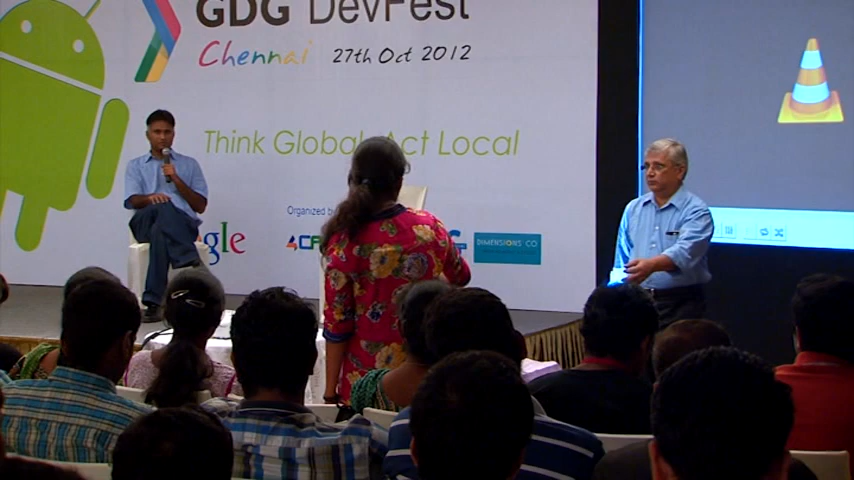 GDG DevFest
Chennai 27th Oct 2012
Think Global, Act Local
Organized by
gle
DIMENSIONS CO